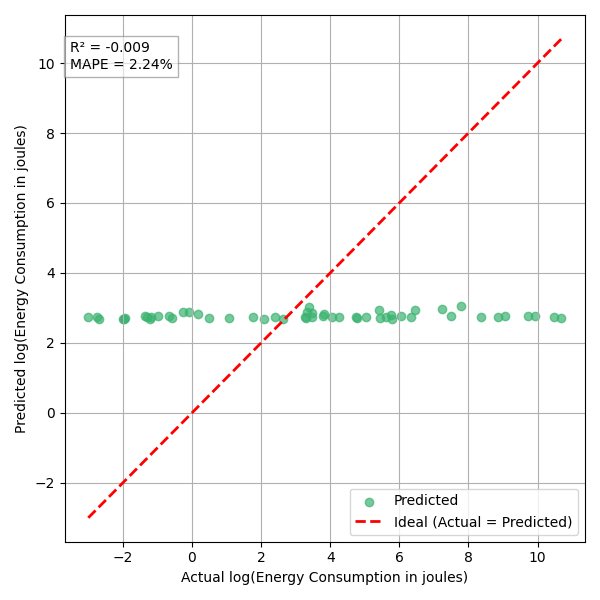 R² = -0.009
MAPE = 2.24%
10
8
6
4
2
0
−2
Predicted log(Energy Consumption in joules)
Predicted
Ideal (Actual = Predicted)
−2 0 2 4 6 8 10
Actual log(Energy Consumption in joules)